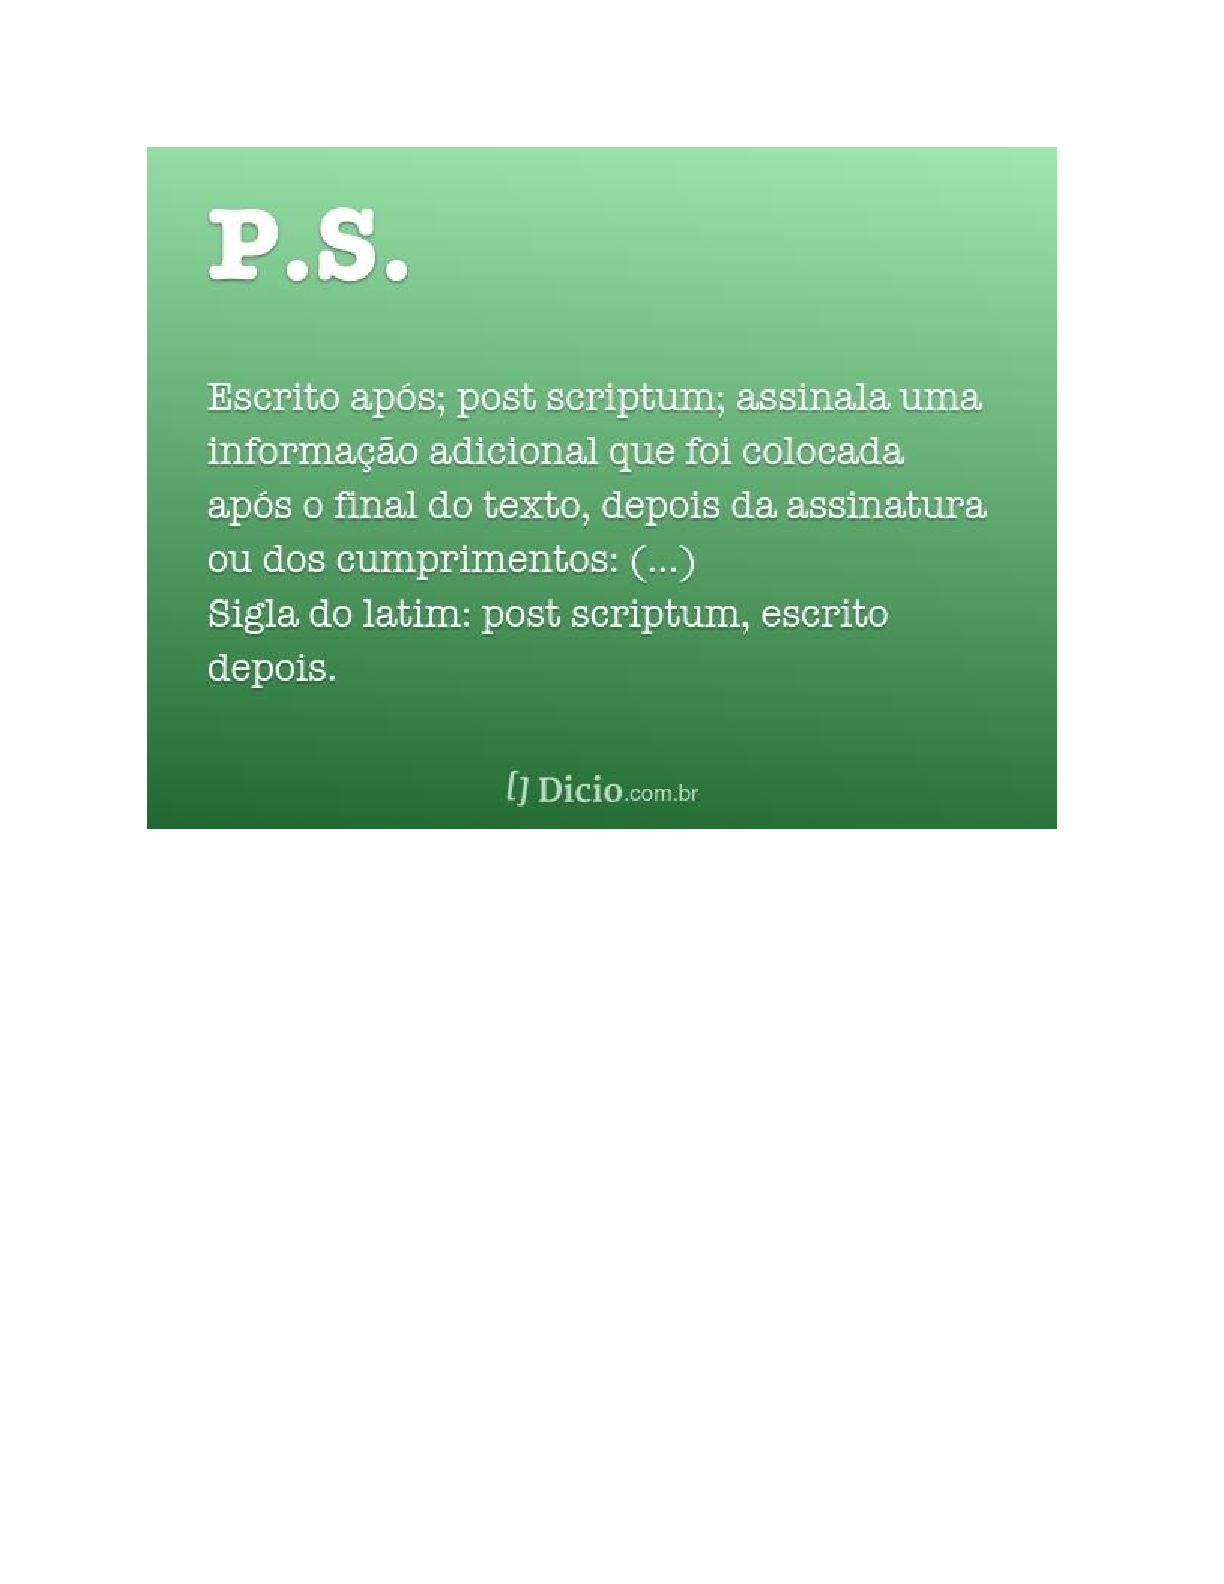 P.S.
Escrito após; post scriptum; assinala uma
informação adicional que foi colocada
após o final do texto, depois da assinatura
ou dos cumprimentos: (...)
Sigla do latim: post scriptum, escrito
depois.
[] Dicio.com.br